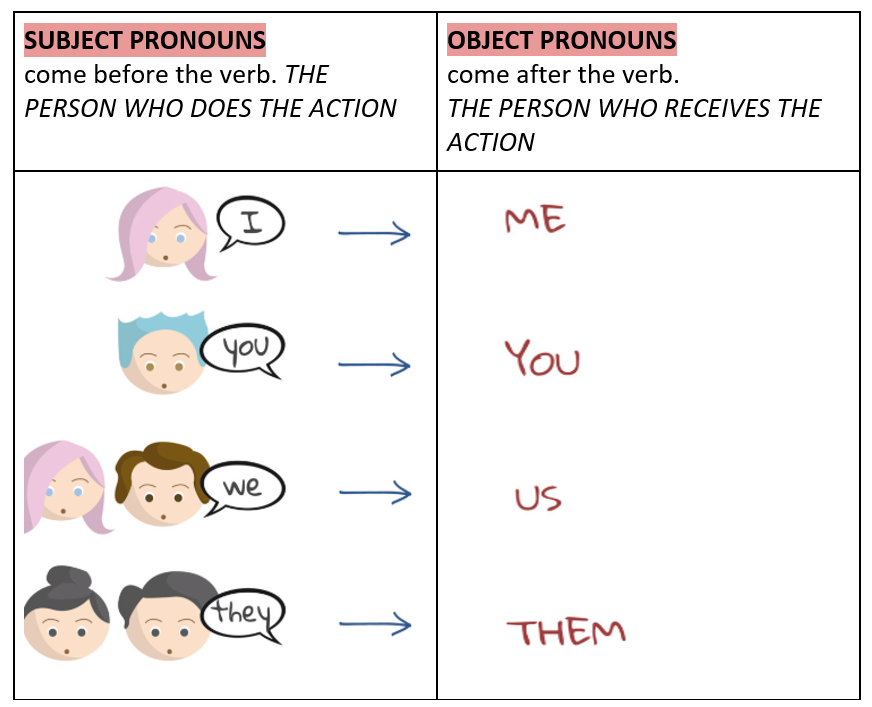 SUBJECT PRONOUNS
come before the verb. THE
PERSON WHO DOES THE ACTION
OBJECT PRONOUNS
come after the verb.
THE PERSON WHO RECEIVES THE
ACTION
I
ME
you
YOU
we
US
they
THEM